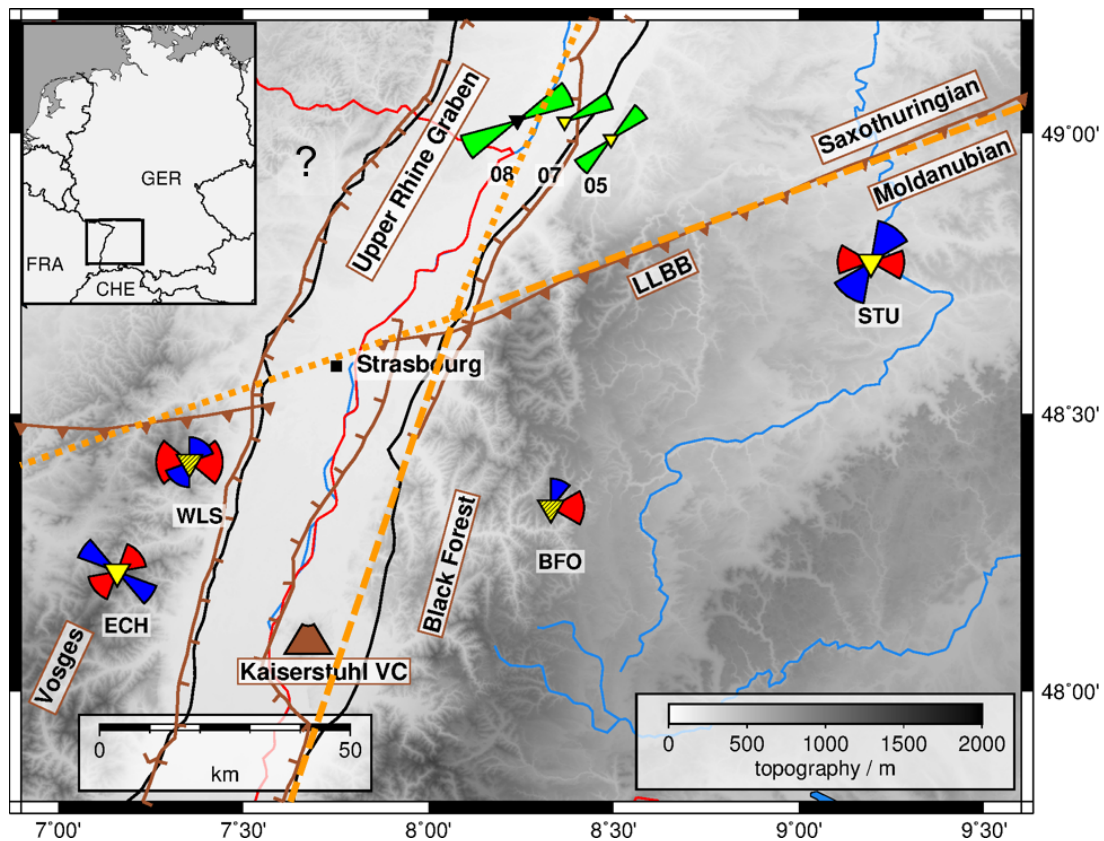 GER
FRA
CHE
?
Upper Rhine Graben
08
07
05
Saxothuringian
Moldanubian
LLBB
STU
Strasbourg
WLS
BFO
ECH
Black Forest
Vosges
Kaiserstuhl VC
0 50
km
0 500 1000 1500 2000
topography / m
49°00'
48°30'
48°00'
7°00' 7°30' 8°00' 8°30' 9°00' 9°30'